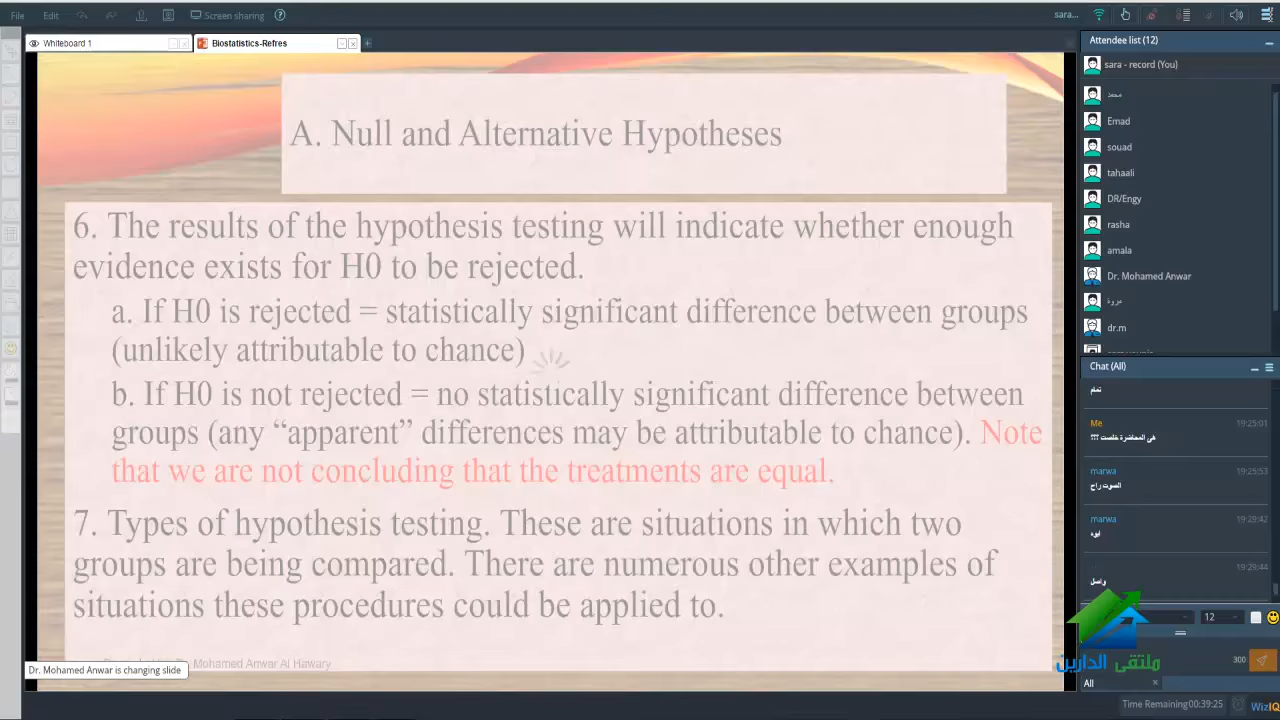 File Edit Screen sharing ? sara...
Whiteboard 1
Biostatistics-Refres
A. Null and Alternative Hypotheses
6. The results of the hypothesis testing will indicate whether enough
evidence exists for H0 to be rejected.
a. If H0 is rejected = statistically significant difference between groups
(unlikely attributable to chance)
b. If H0 is not rejected = no statistically significant difference between
groups (any “apparent” differences may be attributable to chance). Note
that we are not concluding that the treatments are equal.
7. Types of hypothesis testing. These are situations in which two
groups are being compared. There are numerous other examples of
situations these procedures could be applied to.
Mohamed Anwar Al Hawary
Dr. Mohamed Anwar is changing slide
Attendee list (12)
sara - record (You)
محمد
Emad
souad
tahaali
DR/Engy
rasha
amala
Dr. Mohamed Anwar
مروة
dr.m
Chat (All)
تمام
Me 19:25:01
هى المحاضرة خلصت ؟؟؟
marwa 19:25:53
الصوت راح
marwa 19:29:42
ايوه
19:29:44
واصل
12
ملتقى الدارين
300
All
Time Remaining00:39:25
WizIQ